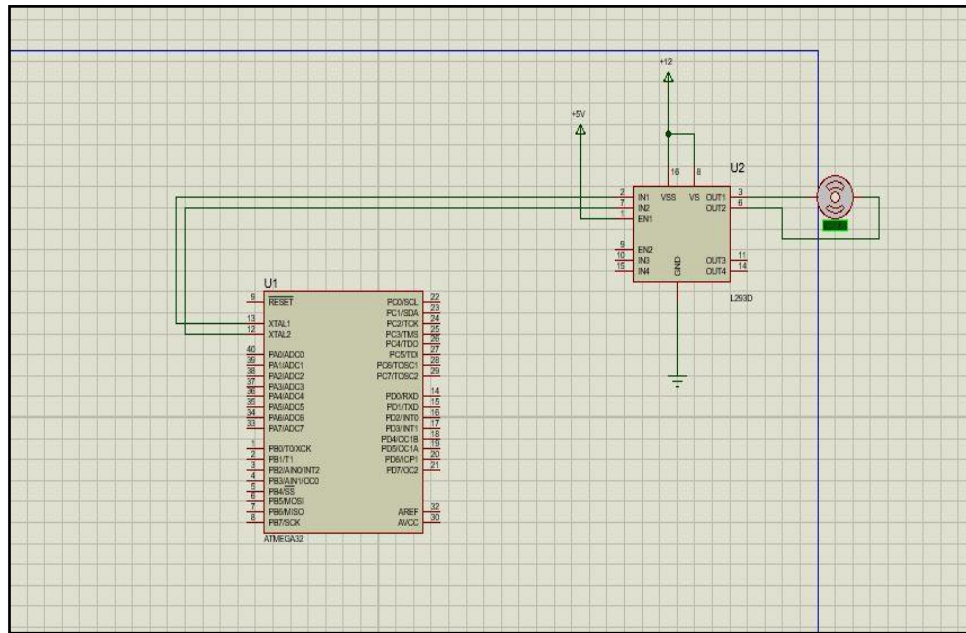 +12
+5V
U2
16
8
2
IN1
VSS
VS
OUT1
3
7
IN2
OUT2
6
1
EN1
9
EN2
10
IN3
OUT3
11
15
IN4
GND
OUT4
14
L293D
U1
9
RESET
PC0/SCL
22
PC1/SDA
23
13
XTAL1
PC2/TCK
24
12
XTAL2
PC3/TMS
25
PC4/TDO
26
40
PA0/ADC0
PC5/TDI
27
39
PA1/ADC1
PC6/TOSC1
28
38
PA2/ADC2
PC7/TOSC2
29
37
PA3/ADC3
36
PA4/ADC4
PD0/RXD
14
35
PA5/ADC5
PD1/TXD
15
34
PA6/ADC6
PD2/INT0
16
33
PA7/ADC7
PD3/INT1
17
PD4/OC1B
18
1
PB0/T0/XCK
PD5/OC1A
19
2
PB1/T1
PD6/ICP1
20
3
PB2/AIN0/INT2
PD7/OC2
21
4
PB3/AIN1/OC0
5
PB4/SS
6
PB5/MOSI
7
PB6/MISO
AREF
32
8
PB7/SCK
AVCC
30
ATMEGA32